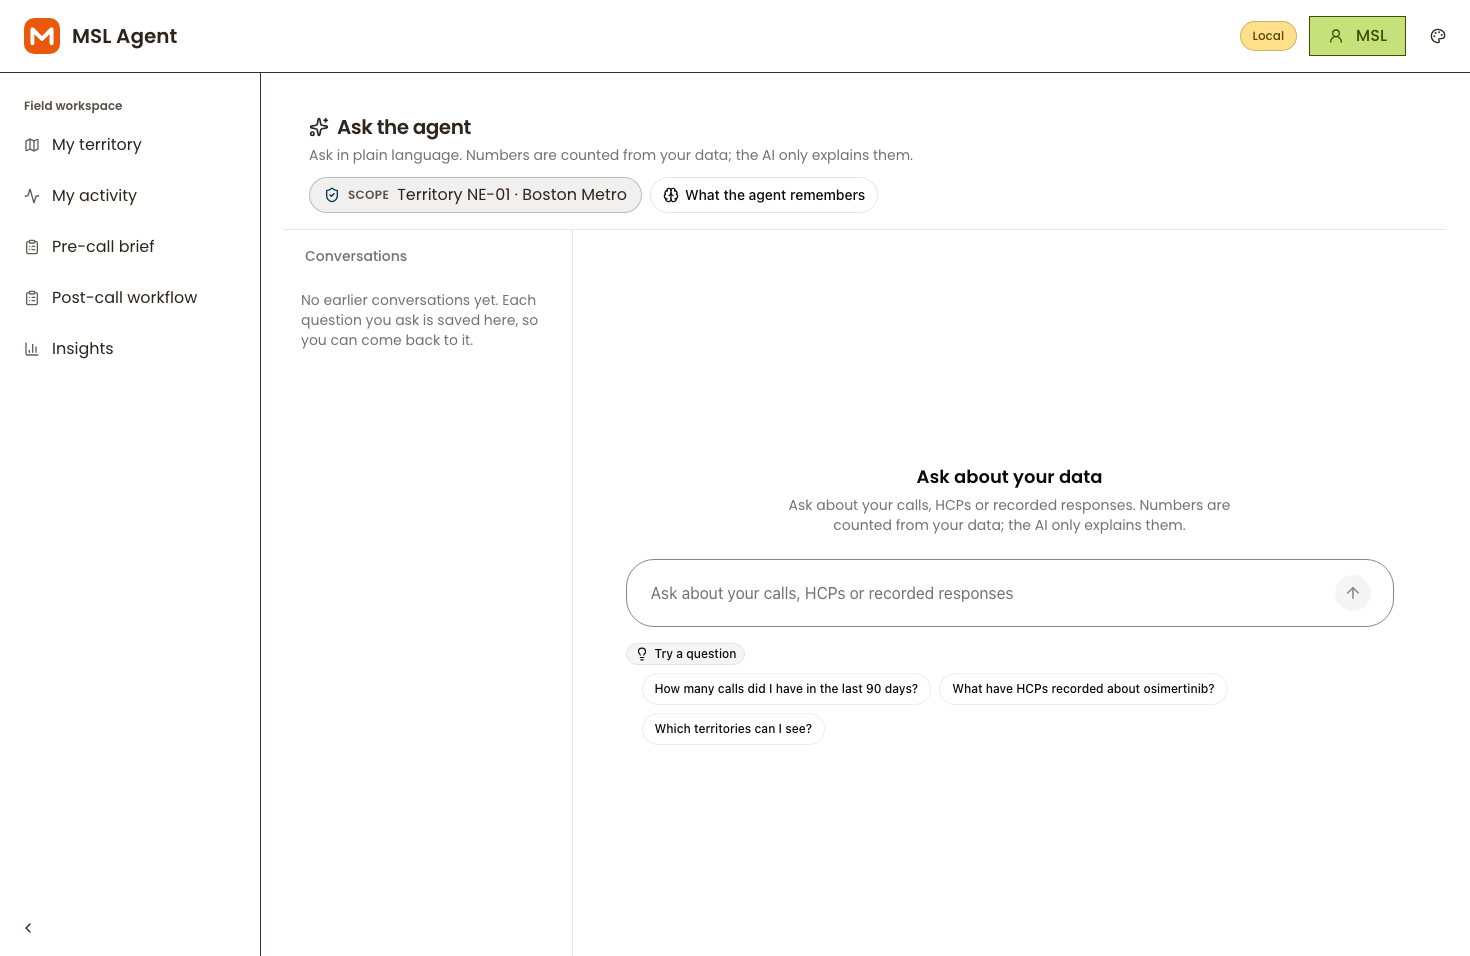 MSL Agent
Local
MSL
Field workspace
My territory
My activity
Pre-call brief
Post-call workflow
Insights
Ask the agent
Ask in plain language. Numbers are counted from your data; the AI only explains them.
SCOPE Territory NE-01 · Boston Metro
What the agent remembers
Conversations
No earlier conversations yet. Each
question you ask is saved here, so
you can come back to it.
Ask about your data
Ask about your calls, HCPs or recorded responses. Numbers are
counted from your data; the AI only explains them.
Ask about your calls, HCPs or recorded responses
Try a question
How many calls did I have in the last 90 days?
What have HCPs recorded about osimertinib?
Which territories can I see?